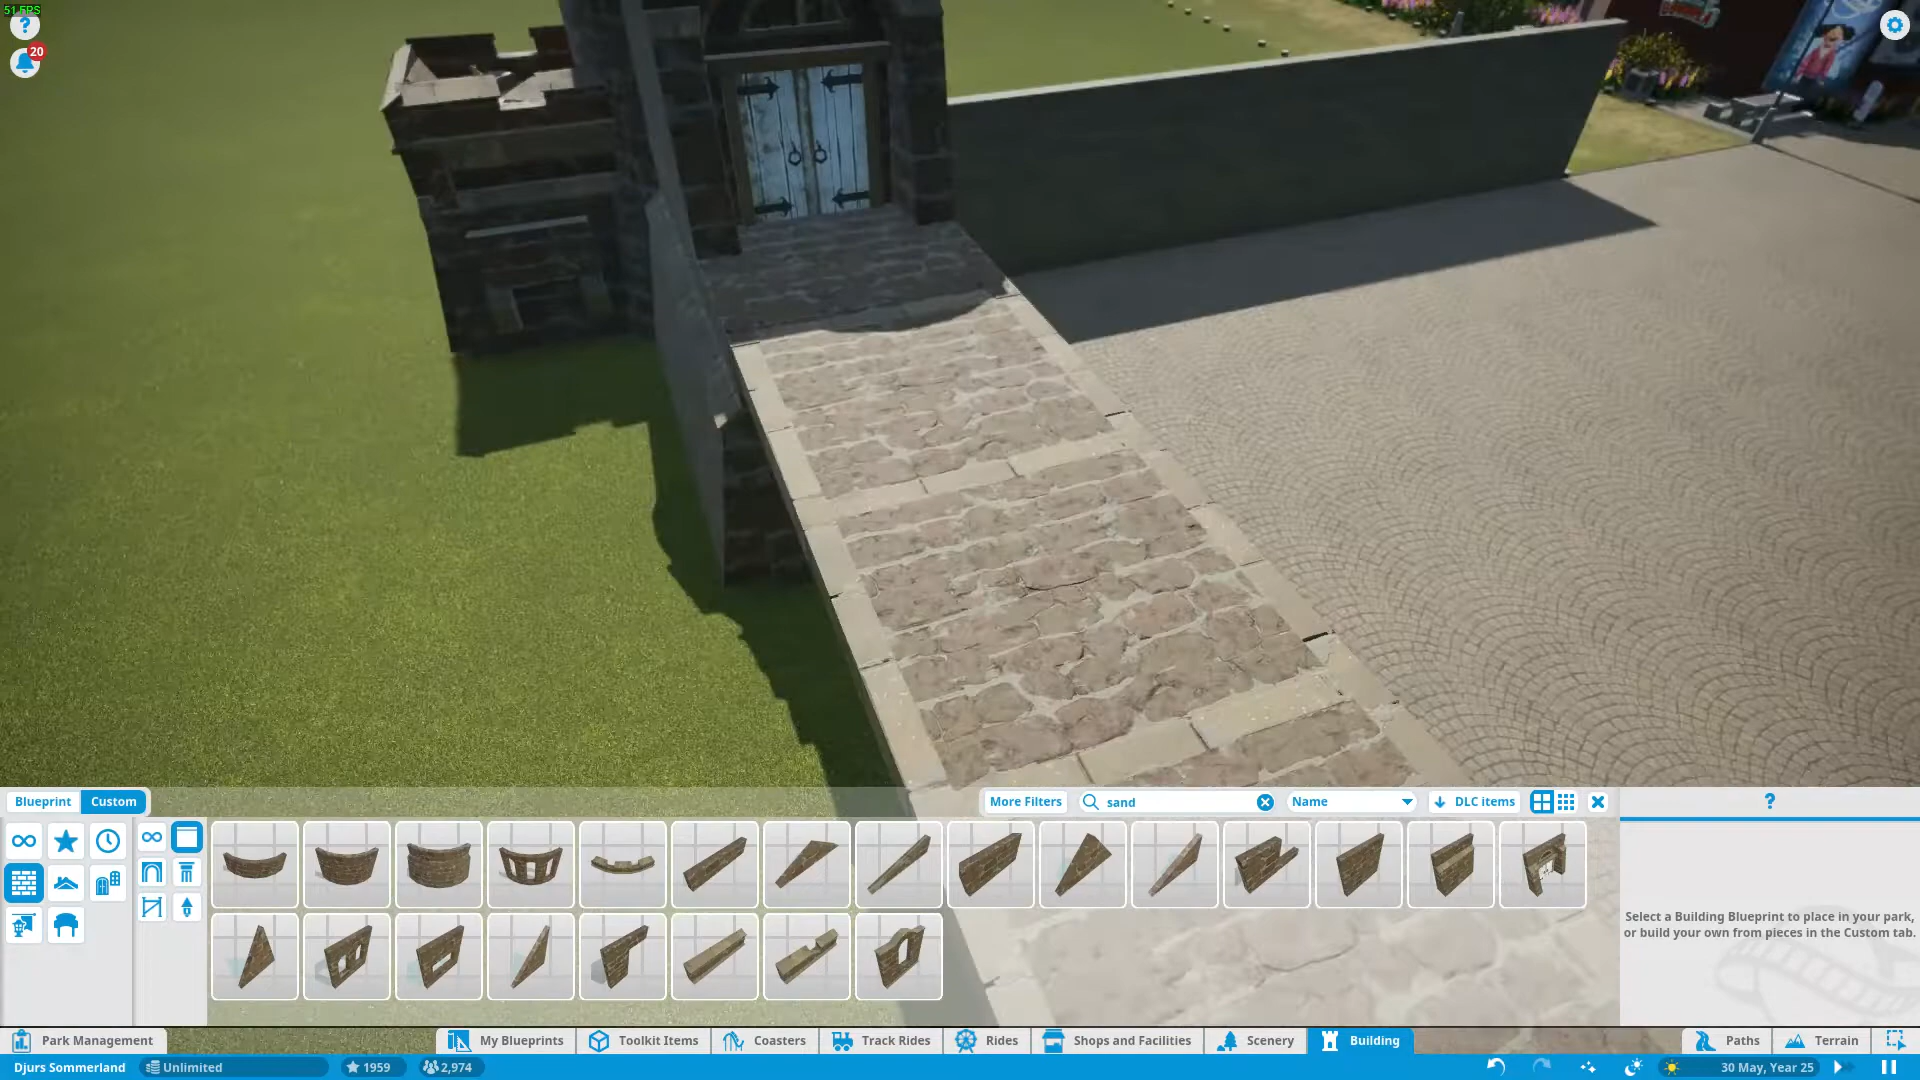 51 FPS
?
20
Blueprint
Custom
More Filters
sand
Name
DLC items
?
Select a Building Blueprint to place in your park,
or build your own from pieces in the Custom tab.
Park Management
My Blueprints
Toolkit Items
Coasters
Track Rides
Rides
Shops and Facilities
Scenery
Building
Paths
Terrain
Djurs Sommerland
Unlimited
1959
2,974
30 May, Year 25